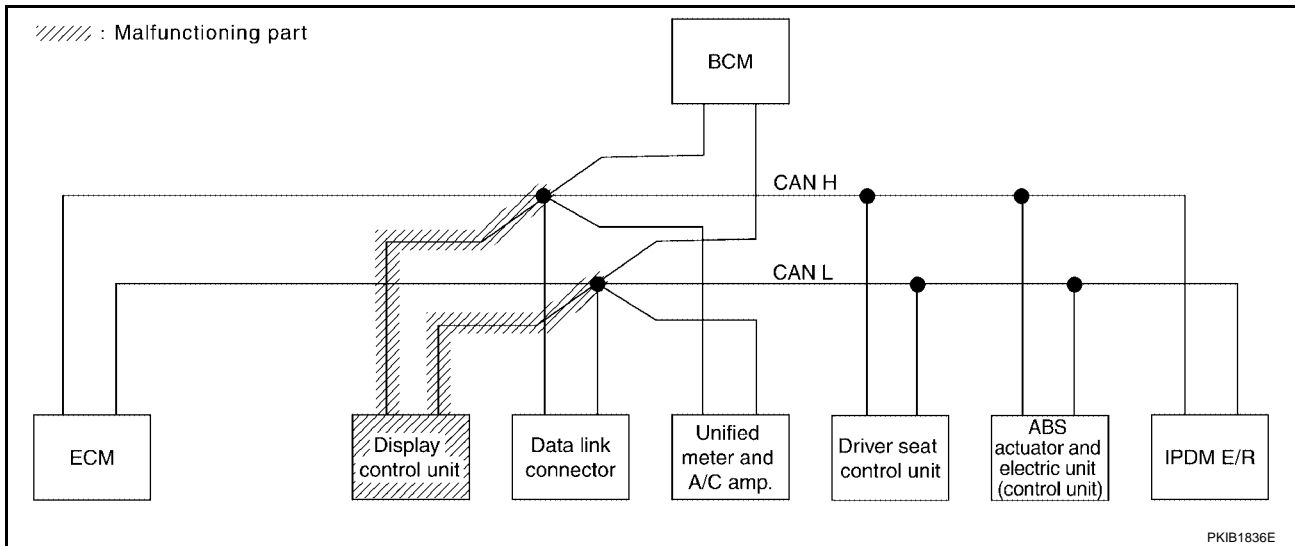 : Malfunctioning part
BCM
CAN H
CAN L
ECM
Display
control unit
Data link
connector
Unified
meter and
A/C amp.
Driver seat
control unit
ABS
actuator and
electric unit
(control unit)
IPDM E/R
PKIB1836E